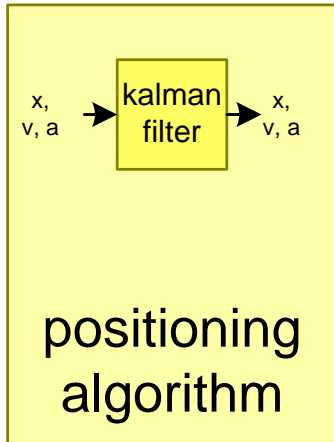 x,
v, a
kalman
filter
x,
v, a
positioning
algorithm